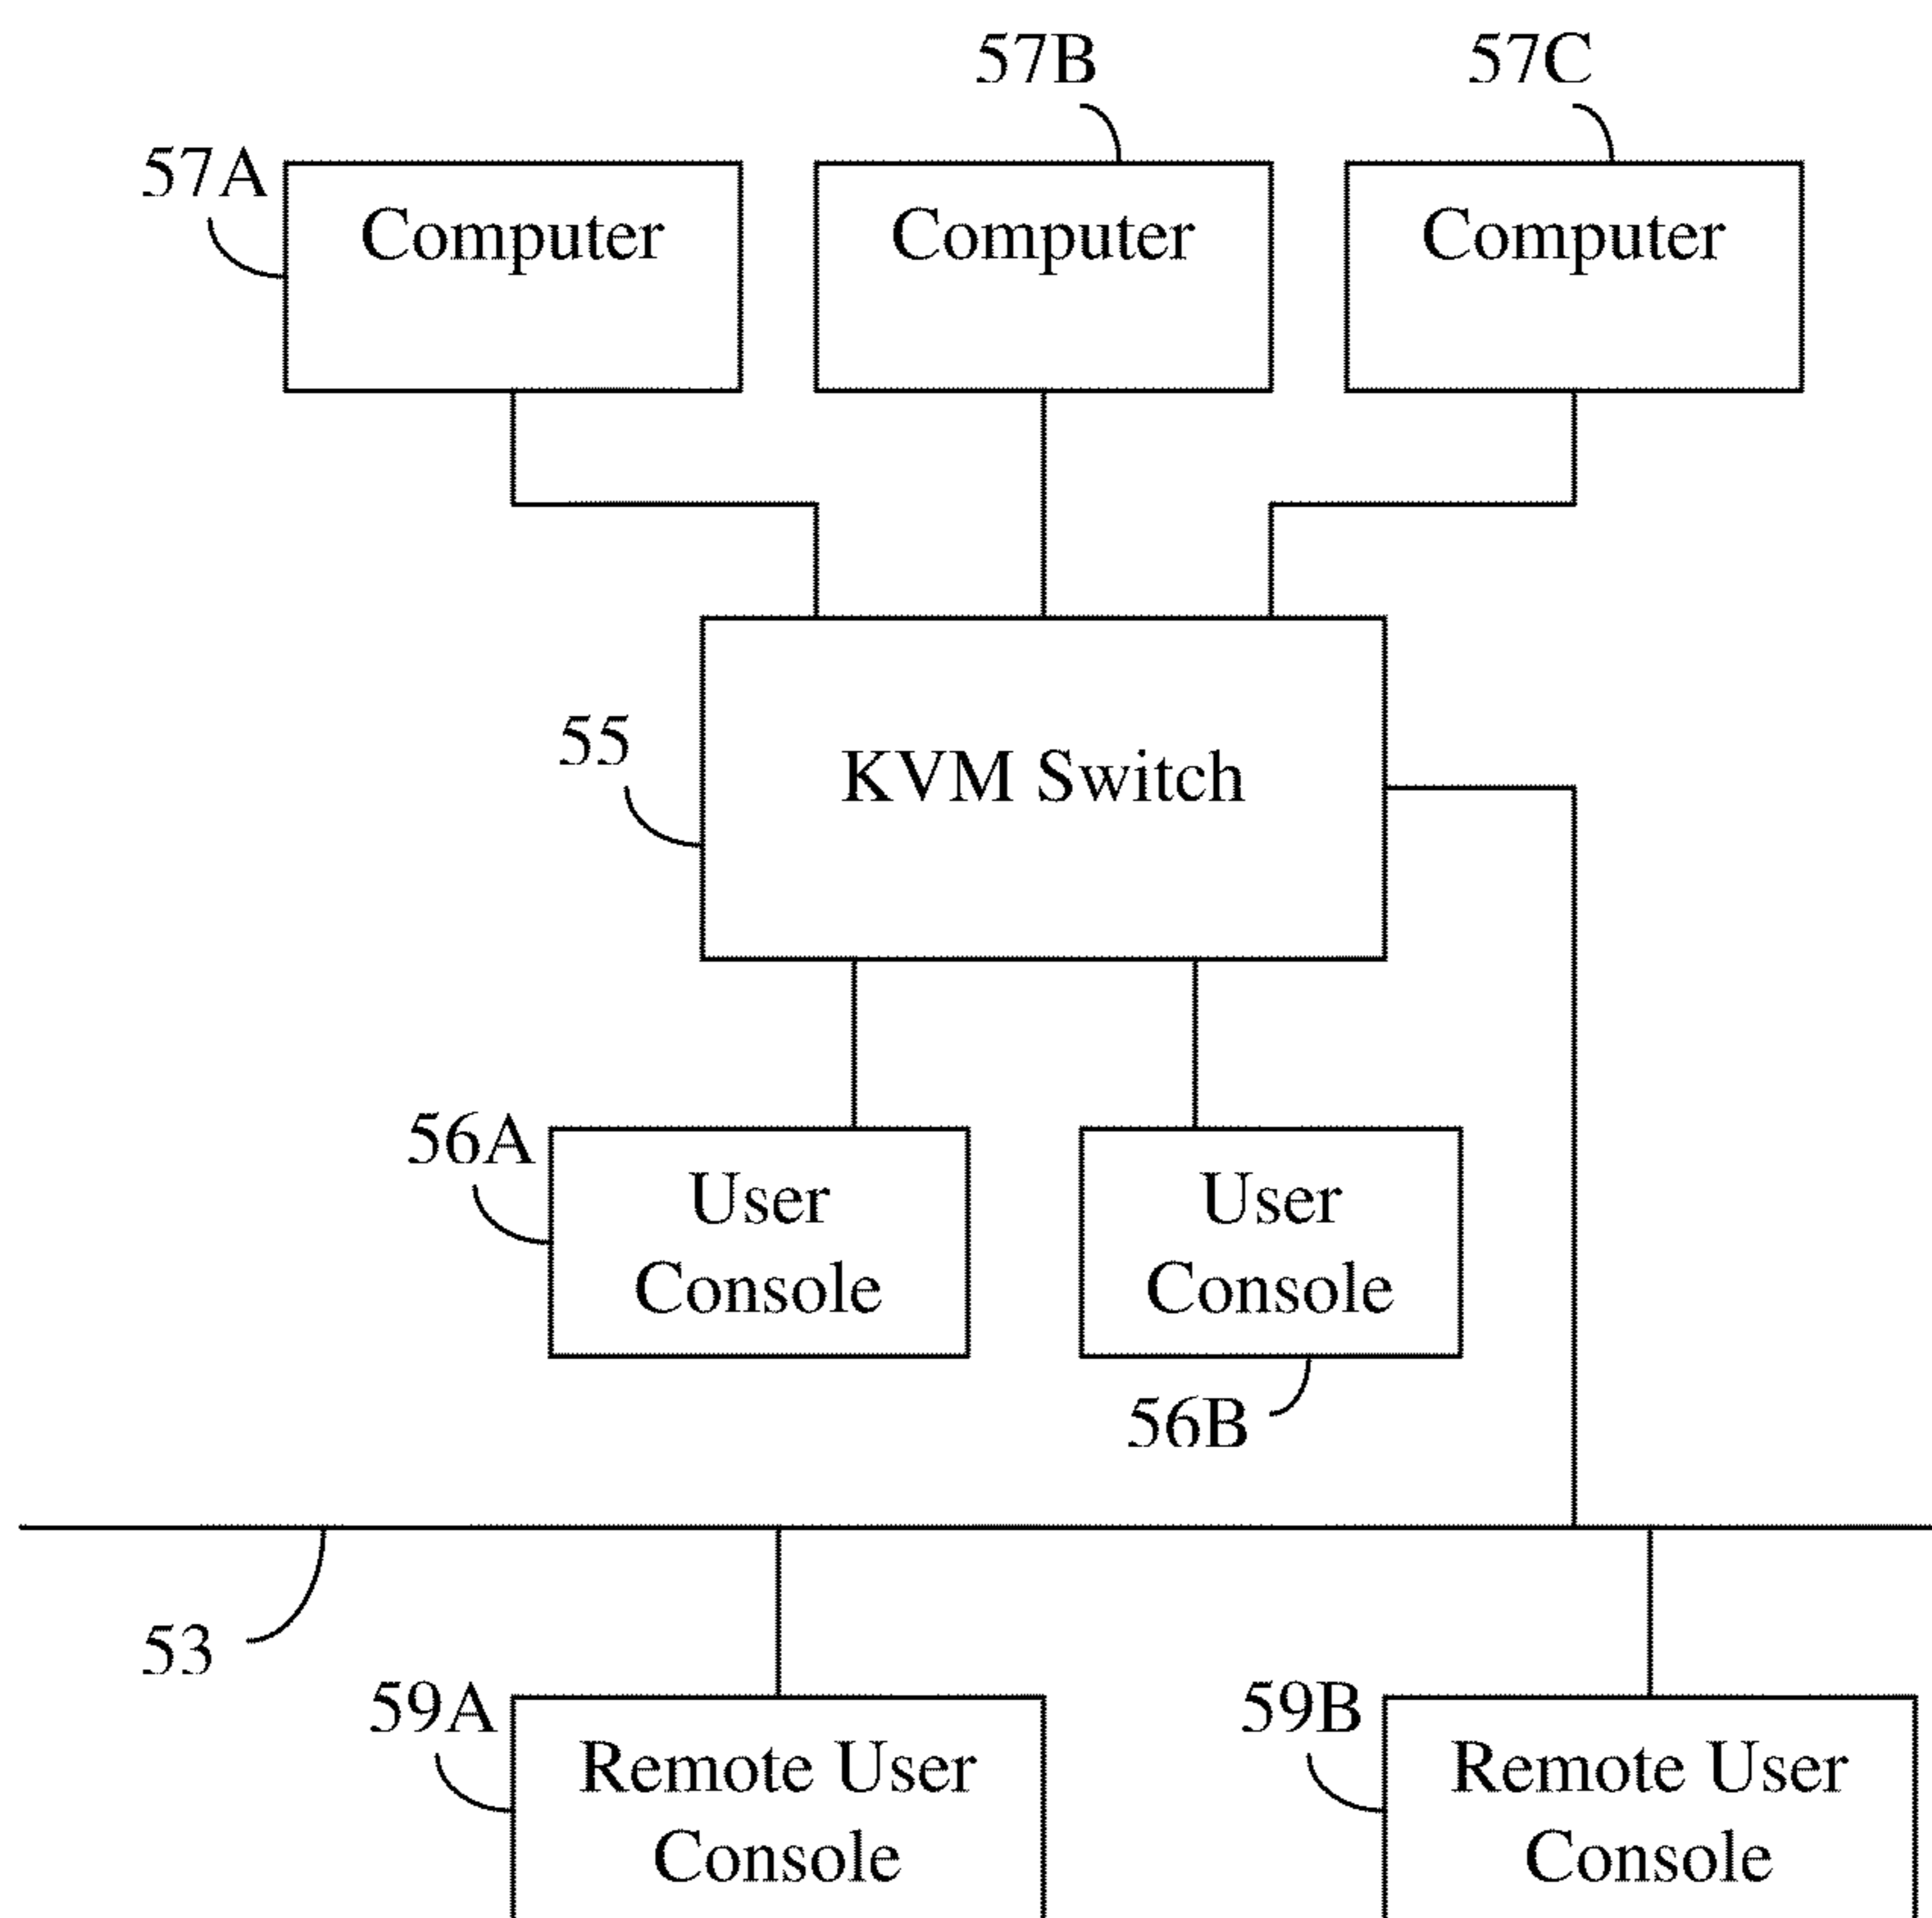 57B
57C
57A
Computer
Computer
Computer
55
KVM Switch
56A
User
Console
User
Console
56B
53
59A
Remote User
Console
59B
Remote User
Console